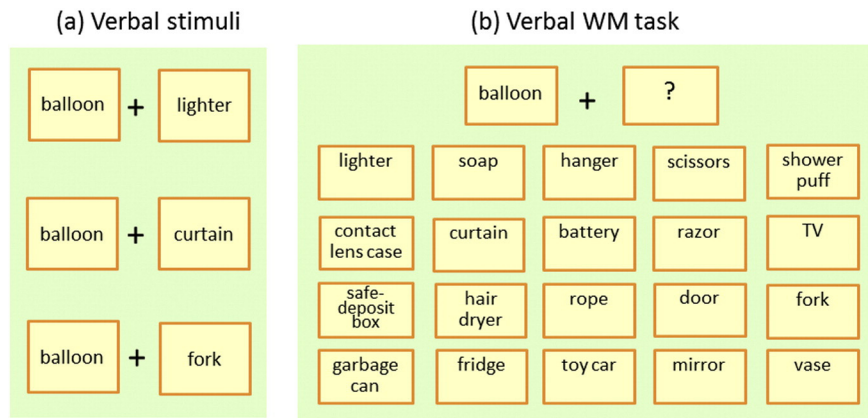 (a) Verbal stimuli
balloon + lighter
balloon + curtain
balloon + fork
(b) Verbal WM task
balloon + ?
lighter soap hanger scissors shower puff
contact lens case curtain battery razor TV
safe-deposit box hair dryer rope door fork
garbage can fridge toy car mirror vase